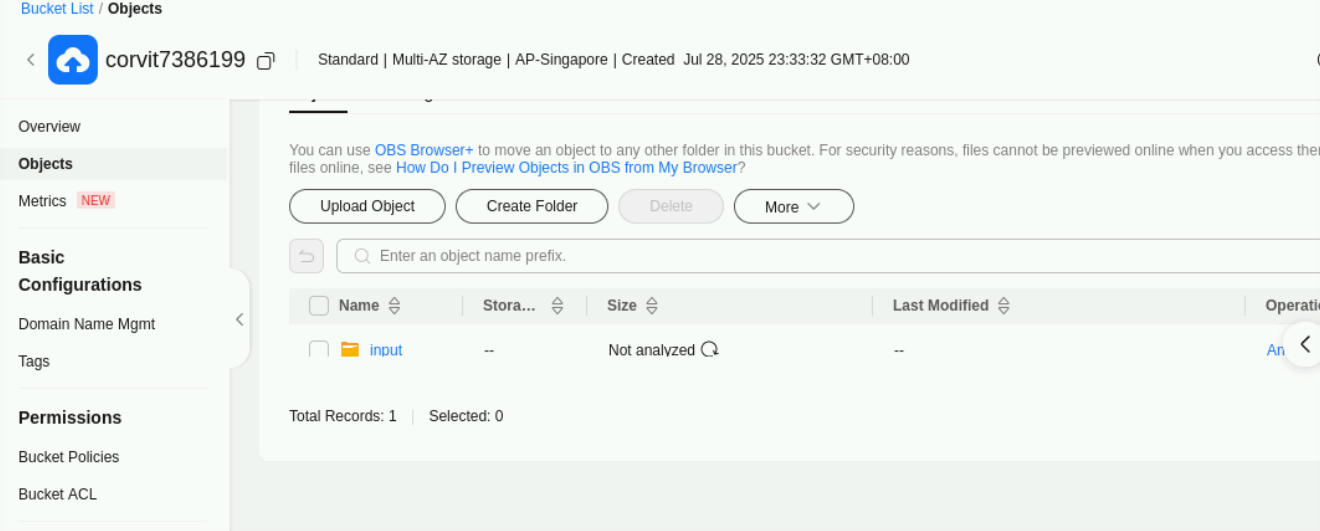 Bucket List / Objects
corvit7386199
Standard | Multi-AZ storage | AP-Singapore | Created Jul 28, 2025 23:33:32 GMT+08:00
Overview
Objects
Metrics NEW
Basic
Configurations
Domain Name Mgmt
Tags
Permissions
Bucket Policies
Bucket ACL
You can use OBS Browser+ to move an object to any other folder in this bucket. For security reasons, files cannot be previewed online when you access
files online, see How Do I Preview Objects in OBS from My Browser?
Upload Object Create Folder Delete More
Enter an object name prefix.
Name Stora... Size Last Modified
input -- Not analyzed --
Total Records: 1 Selected: 0